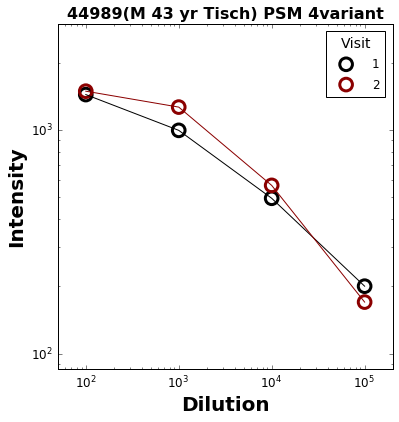 44989(M 43 yr Tisch) PSM 4variant
Visit
1
2
Intensity
10³
10²
10² 10³ 10⁴ 10⁵
Dilution